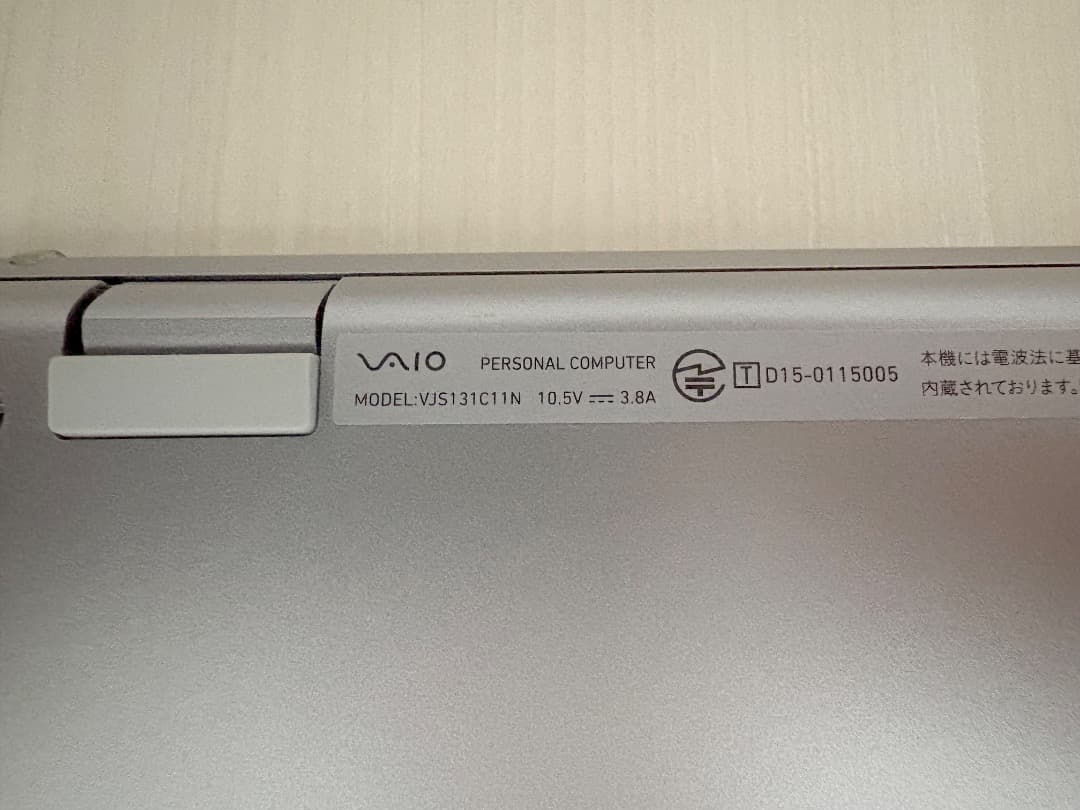 VAIO PERSONAL COMPUTER
MODEL:VJS131C11N 10.5V 3.8A
T D15-0115005
本機には電波法に基
内蔵されております。